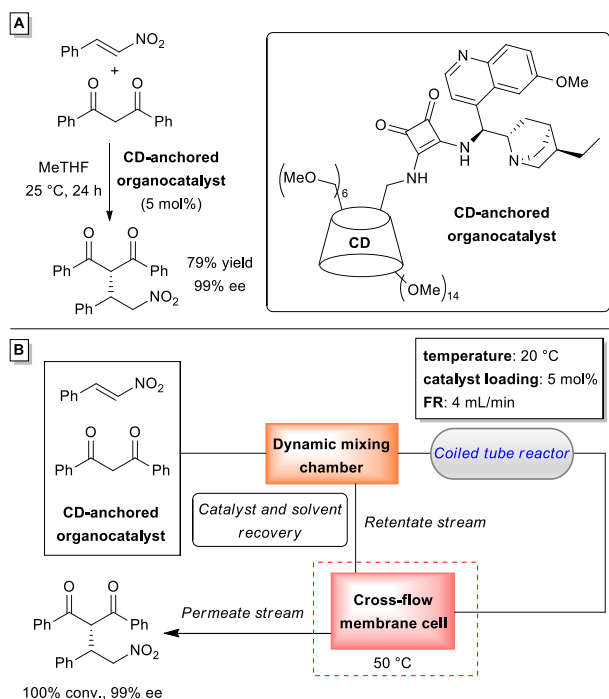 A
Ph
NO2
+
O
O
Ph
Ph
MeTHF
25 °C, 24 h
CD-anchored
organocatalyst
(5 mol%)
O
O
Ph
Ph
Ph
NO2
79% yield
99% ee
N
OMe
O
O
NH
N
NH
(MeO)6
CD
(OMe)14
CD-anchored
organocatalyst
B
Ph
NO2
O
O
Ph
Ph
CD-anchored
organocatalyst
temperature: 20 °C
catalyst loading: 5 mol%
FR: 4 mL/min
Dynamic mixing
chamber
Coiled tube reactor
Catalyst and solvent
recovery
Retentate stream
Cross-flow
membrane cell
50 °C
Permeate stream
O
O
Ph
Ph
Ph
NO2
100% conv., 99% ee